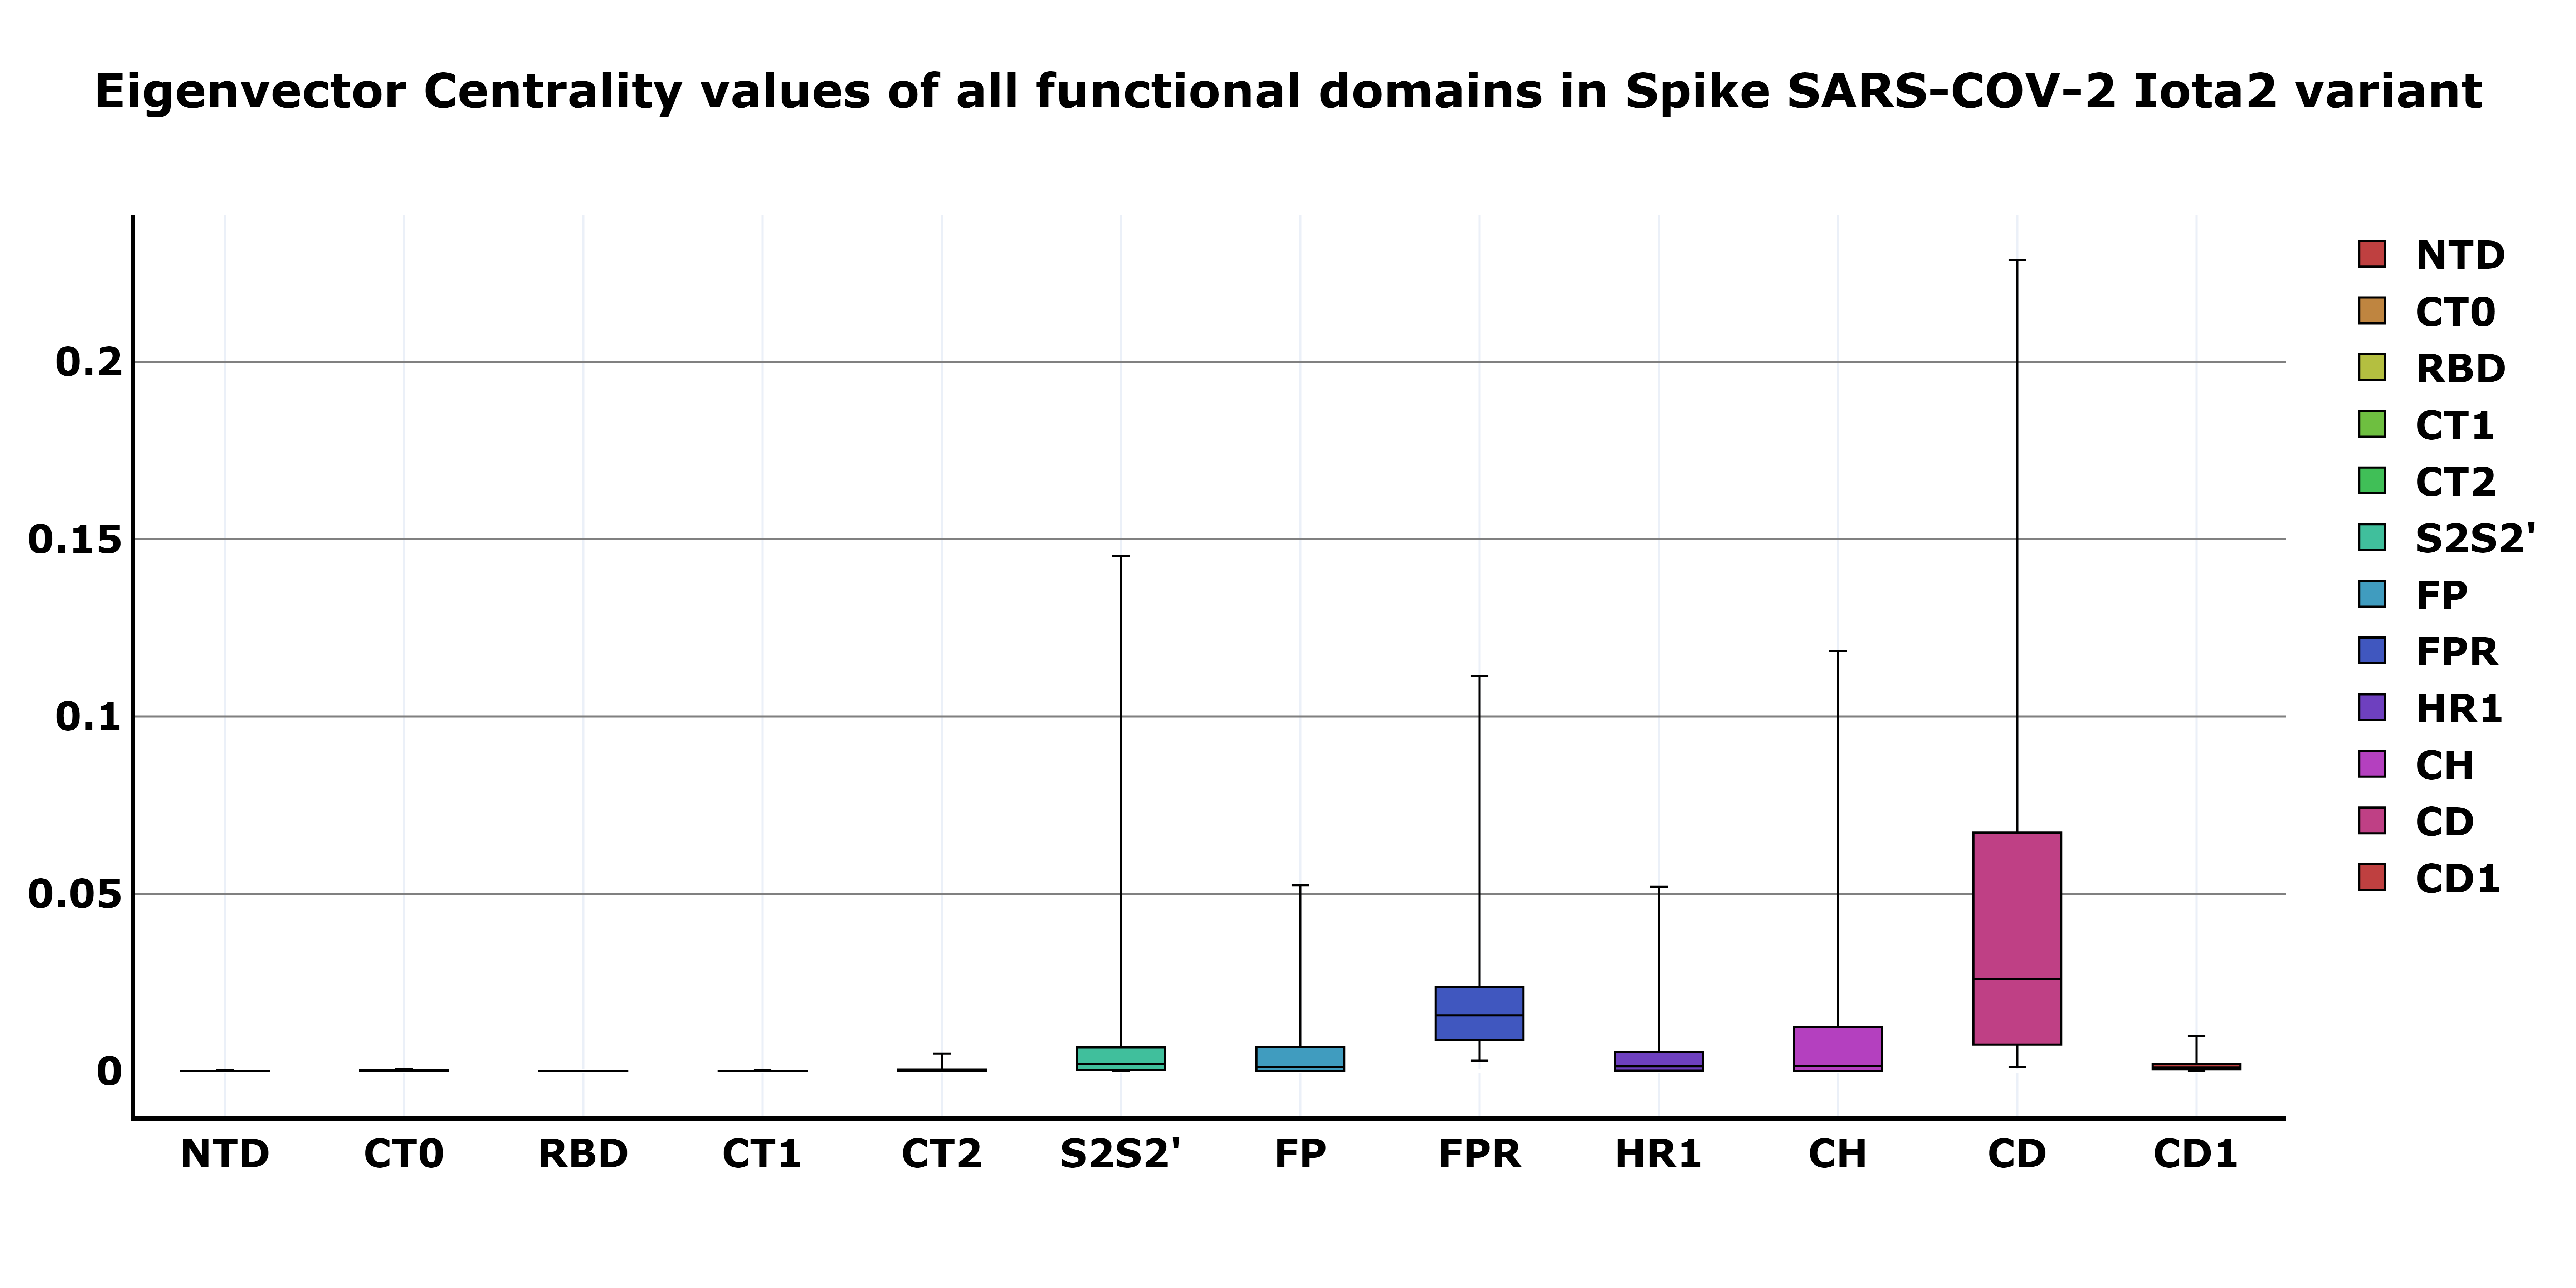 Eigenvector Centrality values of all functional domains in Spike SARS-COV-2 Iota2 variant
0.2
0.15
0.1
0.05
0
NTD CT0 RBD CT1 CT2 S2S2' FP FPR HR1 CH CD CD1
NTD
CT0
RBD
CT1
CT2
S2S2'
FP
FPR
HR1
CH
CD
CD1